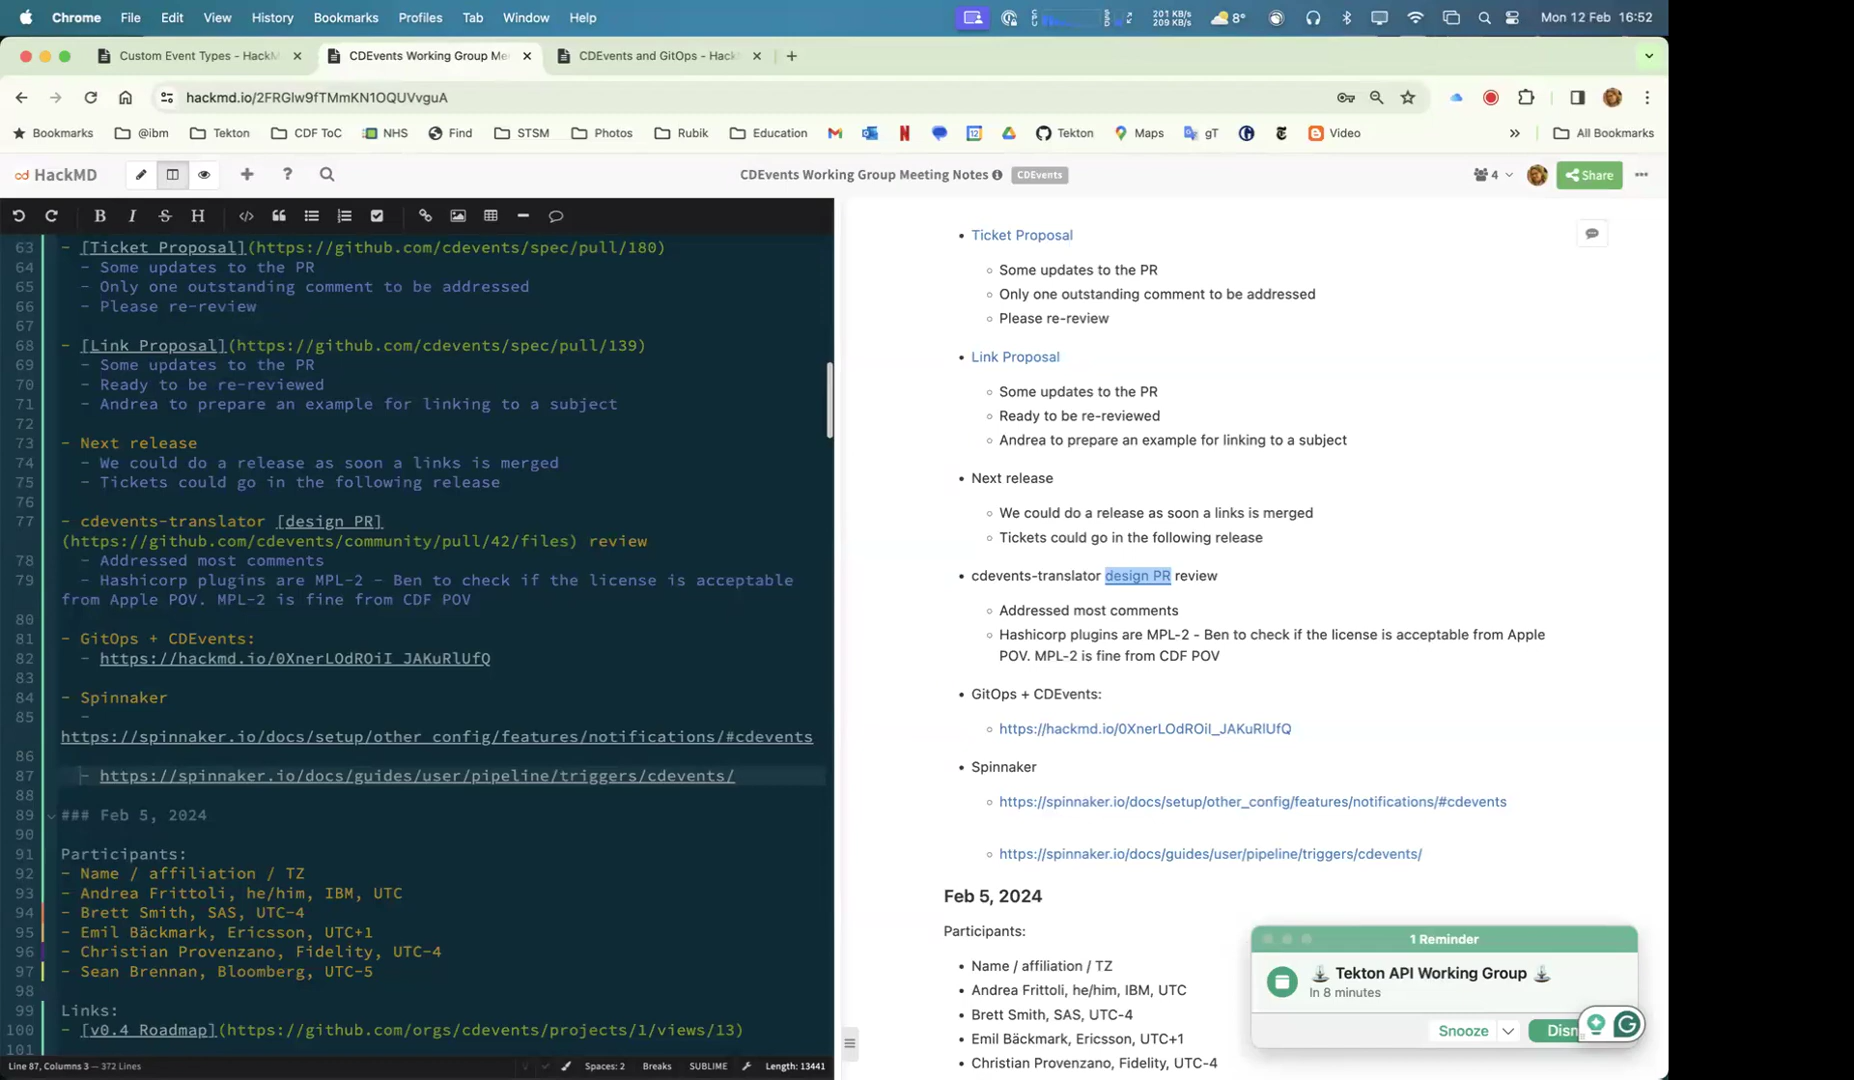 Chrome File Edit View History Bookmarks Profiles Tab Window Help 201 KB/s 209 KB/s 8° Mon 12 Feb 16:52
Custom Event Types - HackM CDEvents Working Group Me CDEvents and GitOps - Hack
hackmd.io/2FRGlw9fTMmKN1OQUVvguA
Bookmarks @ibm Tekton CDF ToC NHS Find STSM Photos Rubik Education Tekton Maps gT Video » All Bookmarks
HackMD CDEvents Working Group Meeting Notes CDEvents 4 Share
63 - [Ticket Proposal](https://github.com/cdevents/spec/pull/180)
64 - Some updates to the PR
65 - Only one outstanding comment to be addressed
66 - Please re-review
67
68 - [Link Proposal](https://github.com/cdevents/spec/pull/139)
69 - Some updates to the PR
70 - Ready to be re-reviewed
71 - Andrea to prepare an example for linking to a subject
72
73 - Next release
74 - We could do a release as soon a links is merged
75 - Tickets could go in the following release
76
77 - cdevents-translator [design PR]
(https://github.com/cdevents/community/pull/42/files) review
78 - Addressed most comments
79 - Hashicorp plugins are MPL-2 - Ben to check if the license is acceptable
from Apple POV. MPL-2 is fine from CDF POV
80
81 - GitOps + CDEvents:
82 - https://hackmd.io/0XnerLOdROiI_JAKuRlUfQ
83
84 - Spinnaker
85 -
https://spinnaker.io/docs/setup/other_config/features/notifications/#cdevents
86
87 - https://spinnaker.io/docs/guides/user/pipeline/triggers/cdevents/
88
89 ### Feb 5, 2024
90
91 Participants:
92 - Name / affiliation / TZ
93 - Andrea Frittoli, he/him, IBM, UTC
94 - Brett Smith, SAS, UTC-4
95 - Emil Bäckmark, Ericsson, UTC+1
96 - Christian Provenzano, Fidelity, UTC-4
97 - Sean Brennan, Bloomberg, UTC-5
98
99 Links:
100 - [v0.4 Roadmap](https://github.com/orgs/cdevents/projects/1/views/13)
101
Line 87, Columns 3 — 372 Lines Spaces: 2 Breaks SUBLIME Length: 13441
Ticket Proposal
Some updates to the PR
Only one outstanding comment to be addressed
Please re-review
Link Proposal
Some updates to the PR
Ready to be re-reviewed
Andrea to prepare an example for linking to a subject
Next release
We could do a release as soon a links is merged
Tickets could go in the following release
cdevents-translator design PR review
Addressed most comments
Hashicorp plugins are MPL-2 - Ben to check if the license is acceptable from Apple
POV. MPL-2 is fine from CDF POV
GitOps + CDEvents:
https://hackmd.io/0XnerLOdROiI_JAKuRlUfQ
Spinnaker
https://spinnaker.io/docs/setup/other_config/features/notifications/#cdevents
https://spinnaker.io/docs/guides/user/pipeline/triggers/cdevents/
Feb 5, 2024
Participants:
Name / affiliation / TZ
Andrea Frittoli, he/him, IBM, UTC
Brett Smith, SAS, UTC-4
Emil Bäckmark, Ericsson, UTC+1
Christian Provenzano, Fidelity, UTC-4
1 Reminder
Tekton API Working Group
In 8 minutes
Snooze Dism